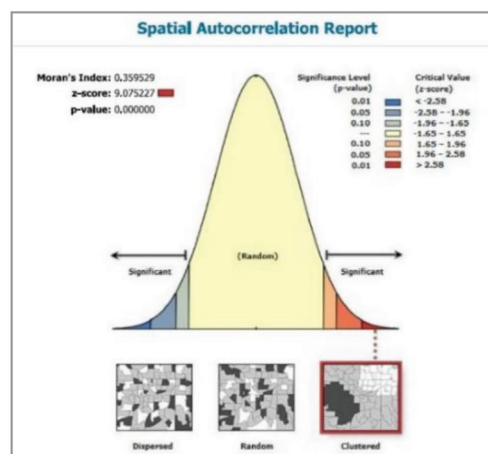 Spatial Autocorrelation Report
Moran's Index: 0.359529
z-score: 9.075227
p-value: 0.000000
Significance Level
(p-value)
Critical Value
(z-score)
0.01 < -2.58
0.05 -2.58 - -1.96
0.10 -1.96 - -1.65
--- -1.65 - 1.65
0.10 1.65 - 1.96
0.05 1.96 - 2.58
0.01 > 2.58
(Random)
Significant Significant
Dispersed Random Clustered